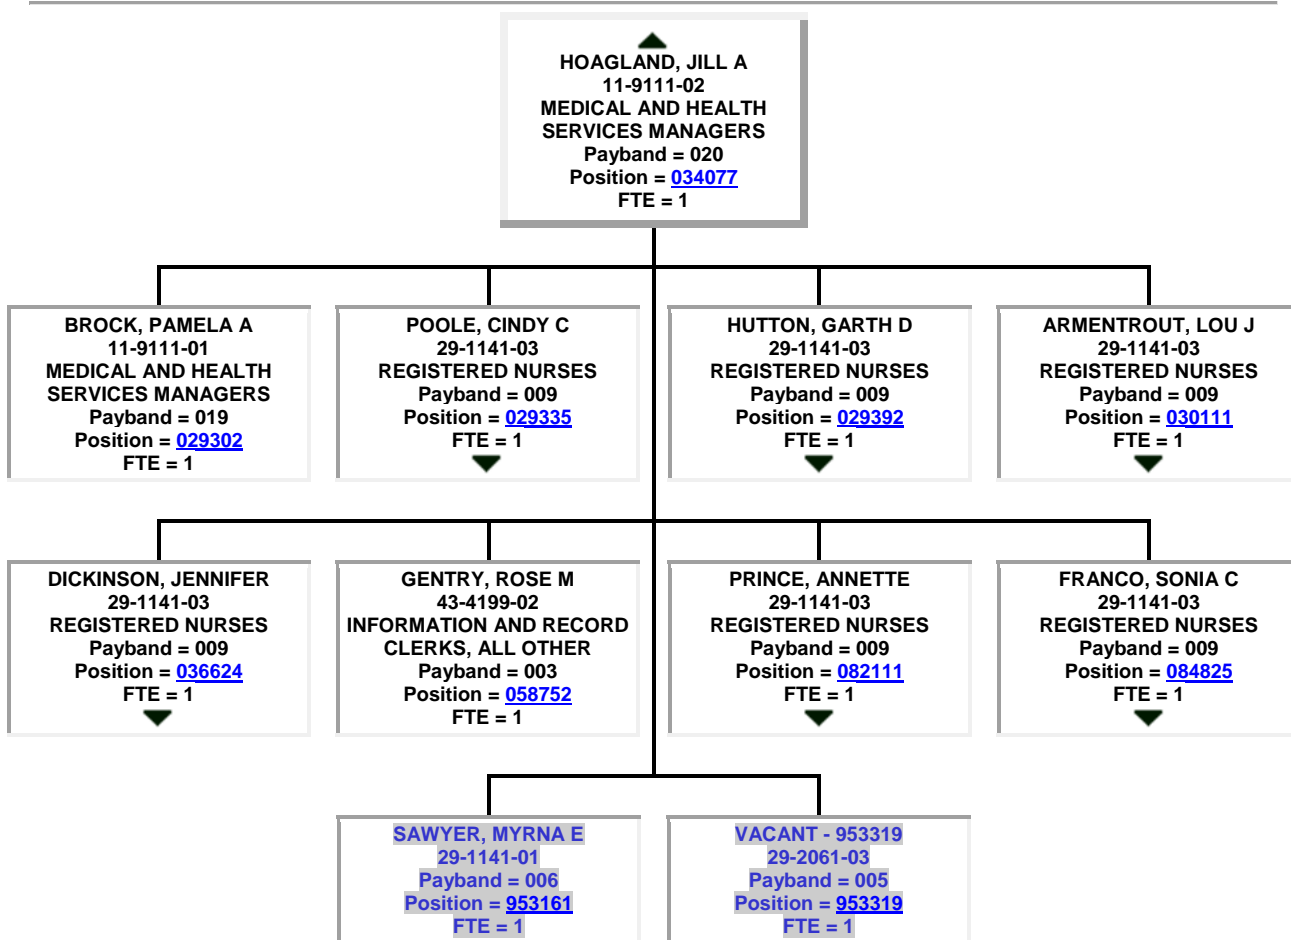 HOAGLAND, JILL A
11-9111-02
MEDICAL AND HEALTH
SERVICES MANAGERS
Payband = 020
Position = 034077
FTE = 1
BROCK, PAMELA A
11-9111-01
MEDICAL AND HEALTH
SERVICES MANAGERS
Payband = 019
Position = 029302
FTE = 1
POOLE, CINDY C
29-1141-03
REGISTERED NURSES
Payband = 009
Position = 029335
FTE = 1
HUTTON, GARTH D
29-1141-03
REGISTERED NURSES
Payband = 009
Position = 029392
FTE = 1
ARMENTROUT, LOU J
29-1141-03
REGISTERED NURSES
Payband = 009
Position = 030111
FTE = 1
DICKINSON, JENNIFER
29-1141-03
REGISTERED NURSES
Payband = 009
Position = 036624
FTE = 1
GENTRY, ROSE M
43-4199-02
INFORMATION AND RECORD
CLERKS, ALL OTHER
Payband = 003
Position = 058752
FTE = 1
PRINCE, ANNETTE
29-1141-03
REGISTERED NURSES
Payband = 009
Position = 082111
FTE = 1
FRANCO, SONIA C
29-1141-03
REGISTERED NURSES
Payband = 009
Position = 084825
FTE = 1
SAWYER, MYRNA E
29-1141-01
Payband = 006
Position = 953161
FTE = 1
VACANT - 953319
29-2061-03
Payband = 005
Position = 953319
FTE = 1